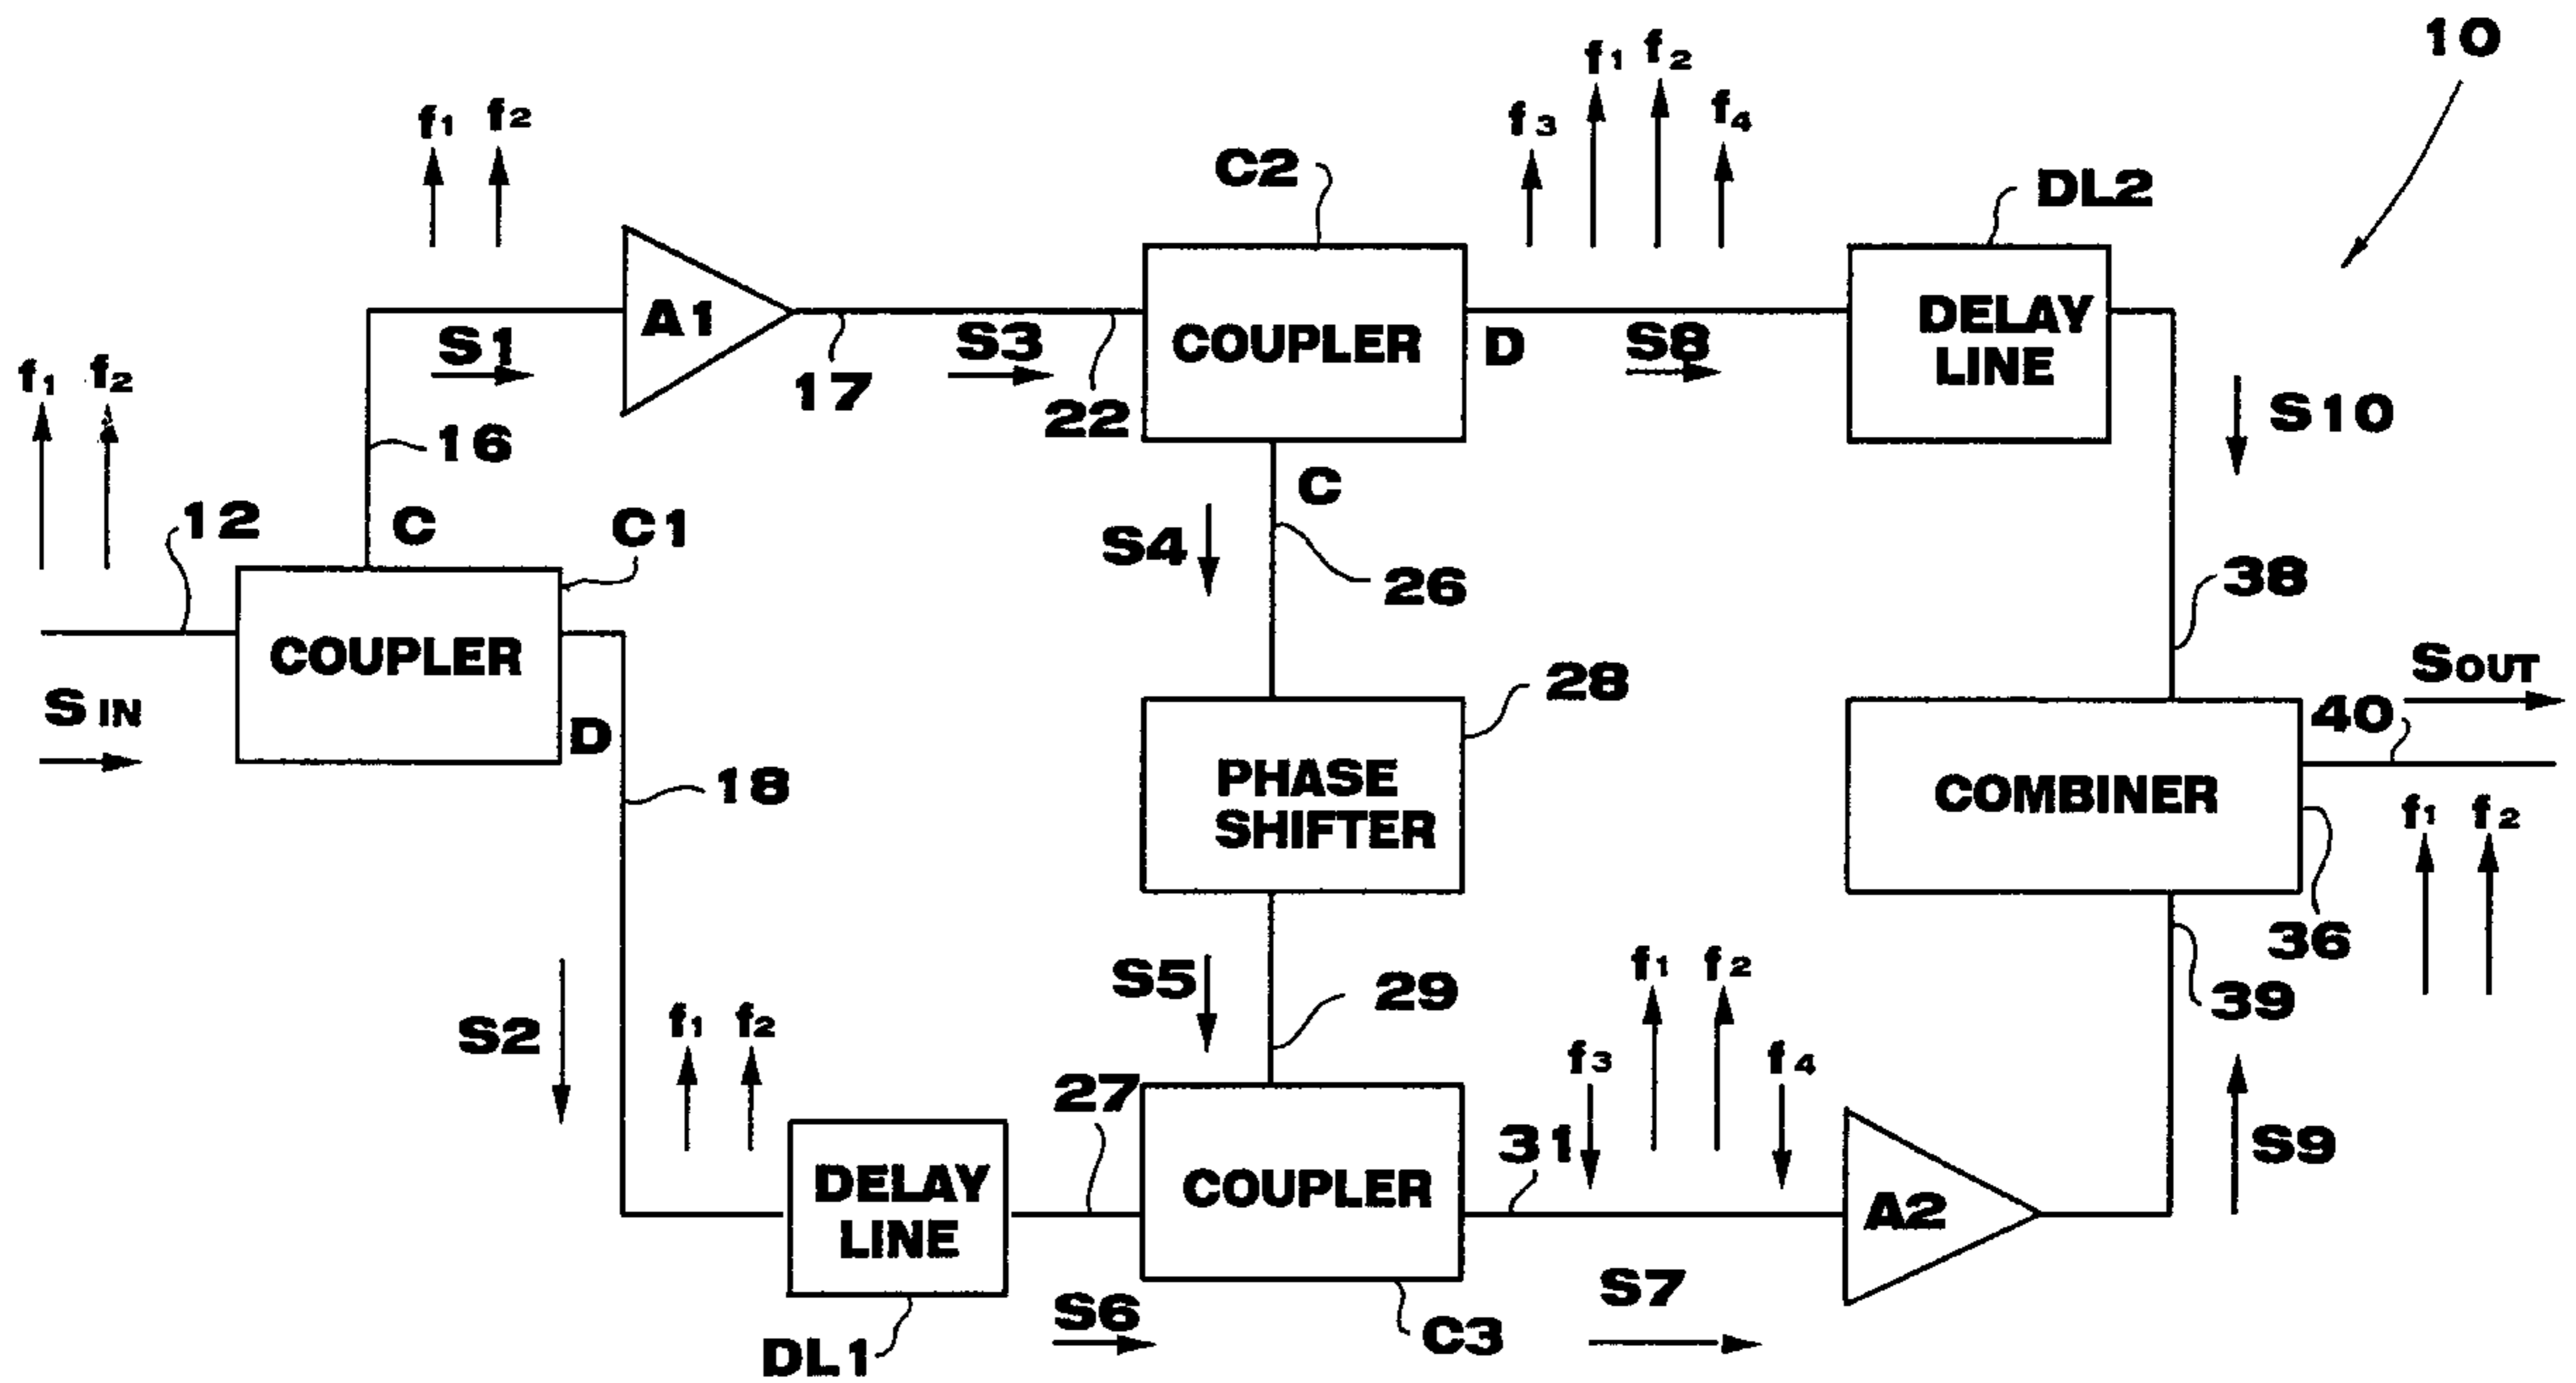 10
f1 f2
f3 f1 f2 f4
C2
DL2
A1
S1
17
S3
22
COUPLER
D
S8
DELAY
LINE
S10
f1 f2
16
12
C
C1
C
S4
26
38
COUPLER
SIN
D
18
28
PHASE
SHIFTER
SOUT
40
COMBINER
f1 f2
36
39
S2
f1 f2
S5
29
f3 f1 f2 f4
27
31
DELAY
LINE
COUPLER
A2
S9
S6
S7
DL1
C3